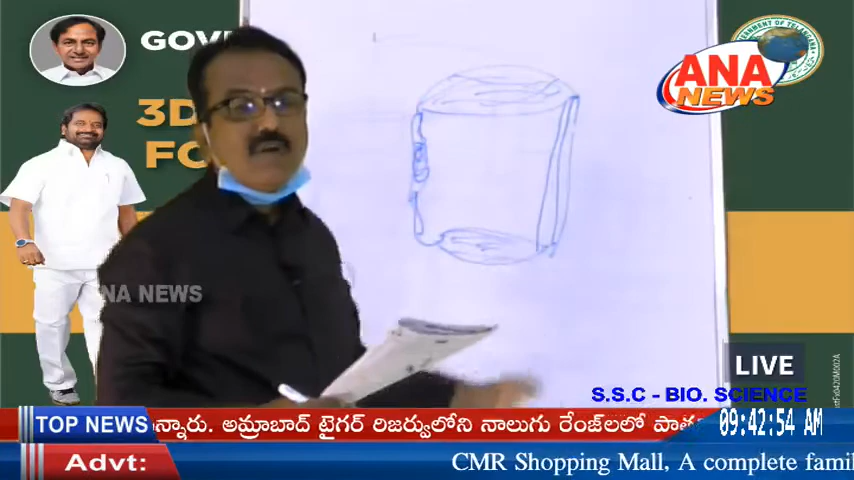 GOVE
ANA
NEWS
3D
FO
ANA NEWS
LIVE
S.S.C - BIO. SCIENCE
TOP NEWS
న్నారు. అమ్రాబాద్ టైగర్ రిజర్వులోని నాలుగు రేంజ్‌లలో పాత
09:42:54 AM
Advt:
CMR Shopping Mall, A complete famil